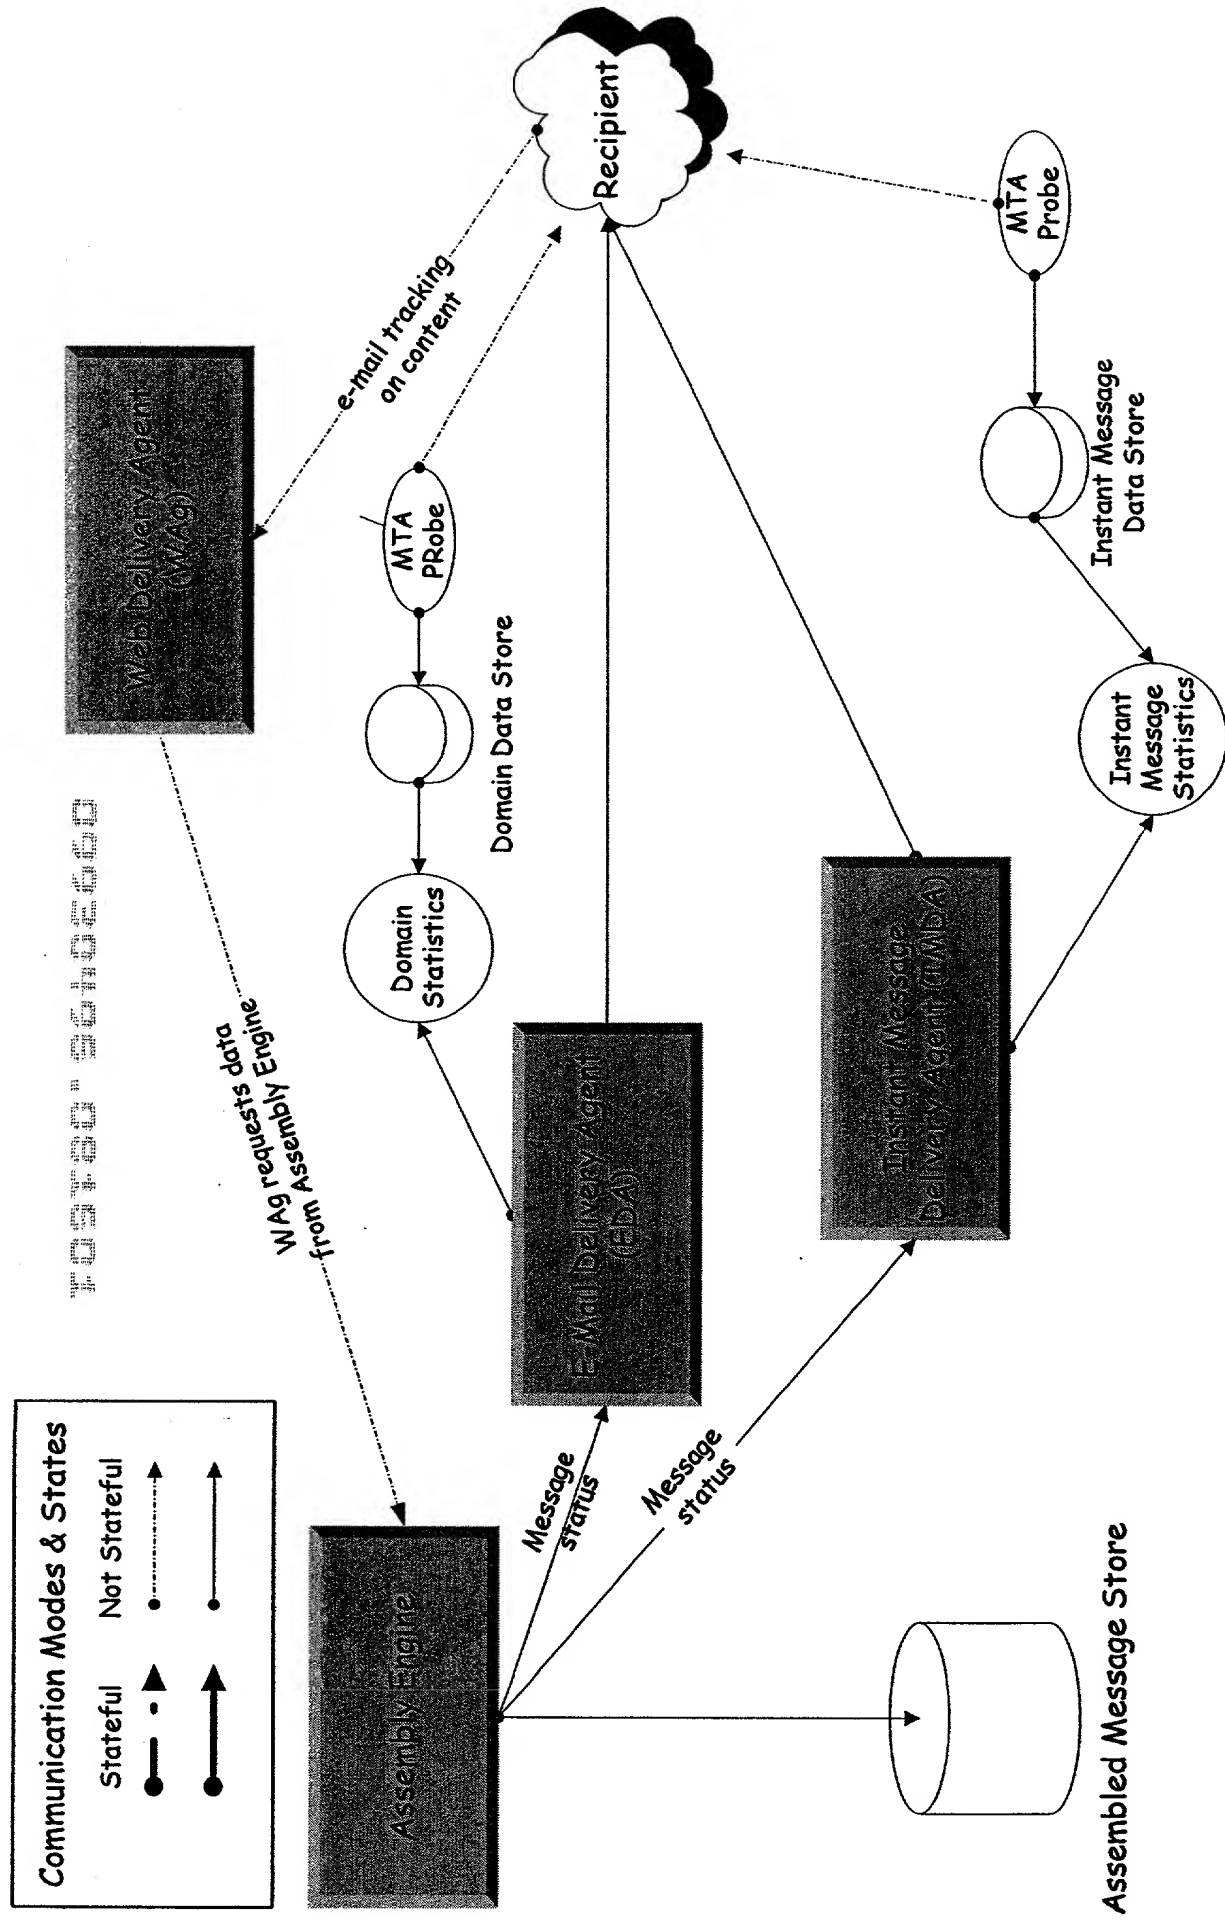 Communication Modes & States
Stateful
Not Stateful
Web Delivery Agent
(WAg)
WAg requests data
from Assembly Engine
e-mail tracking
on content
Assembly Engine
Domain
Statistics
Domain Data Store
MTA
PRobe
Message
status
E-Mail Delivery Agent
(EDA)
Recipient
Message
status
Instant Message
Delivery Agent (IMDA)
Assembled Message Store
Instant
Message
Statistics
Instant Message
Data Store
MTA
Probe